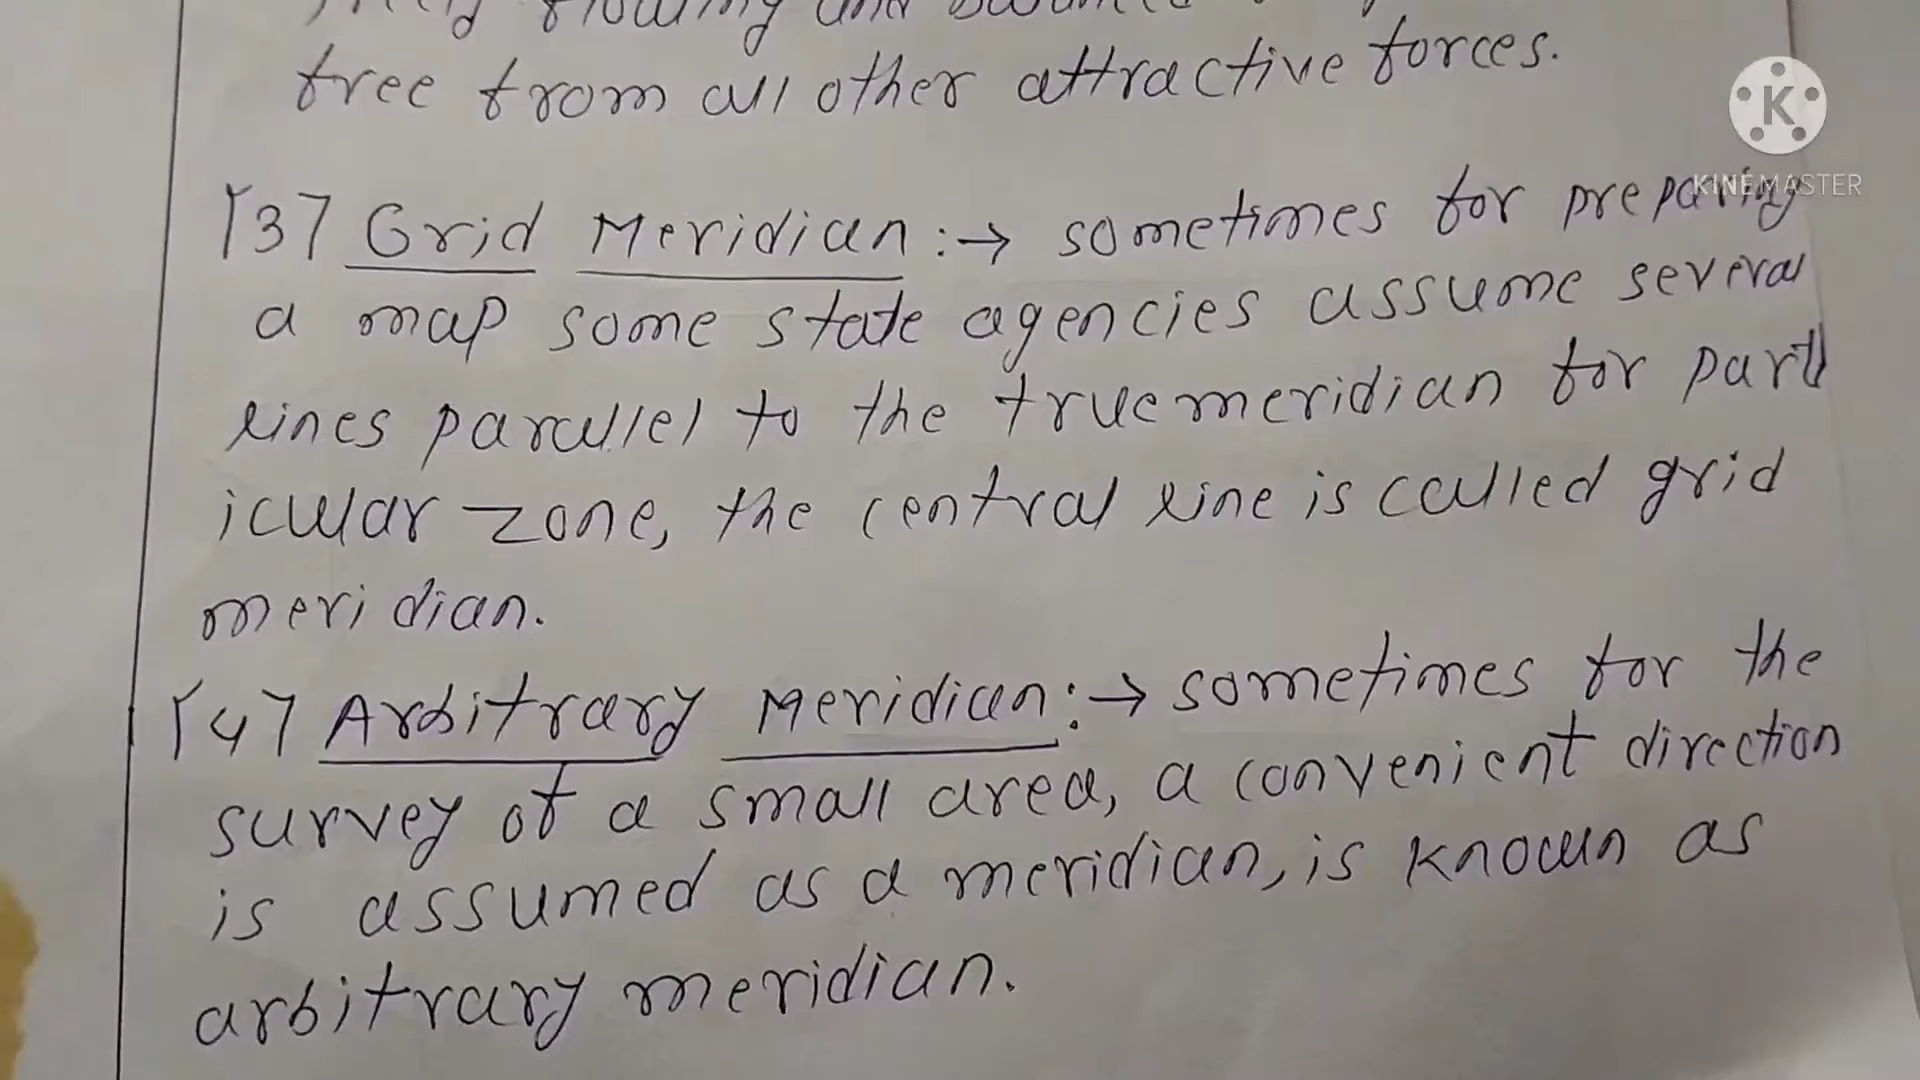 flowing and
free from all other attractive forces.
K
KINEMASTER
[3] Grid Meridian :→ sometimes for preparing
a map some state agencies assume several
lines parallel to the true meridian for part
icular zone, the central line is called grid
meridian.
[4] Arbitrary Meridian :→ sometimes for the
survey of a small area, a convenient direction
is assumed as a meridian, is known as
arbitrary meridian.